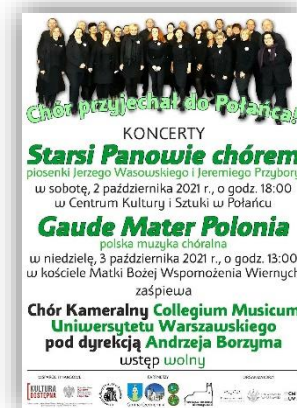 Chór przyjechał do Połańca!
KONCERTY
Starsi Panowie chórem
piosenki Jerzego Wasowskiego i Jeremiego Przybory
w sobotę, 2 października 2021 r., o godz. 18:00
w Centrum Kultury i Sztuki w Połańcu
Gaude Mater Polonia
polska muzyka chóralna
w niedzielę, 3 października 2021 r., o godz. 13:00
w kościele Matki Bożej Wspomożenia Wiernych
zaśpiewa
Chór Kameralny Collegium Musicum
Uniwersytetu Warszawskiego
pod dyrekcją Andrzeja Borzyma
wstęp wolny
KULTURA
DOSTĘPNA